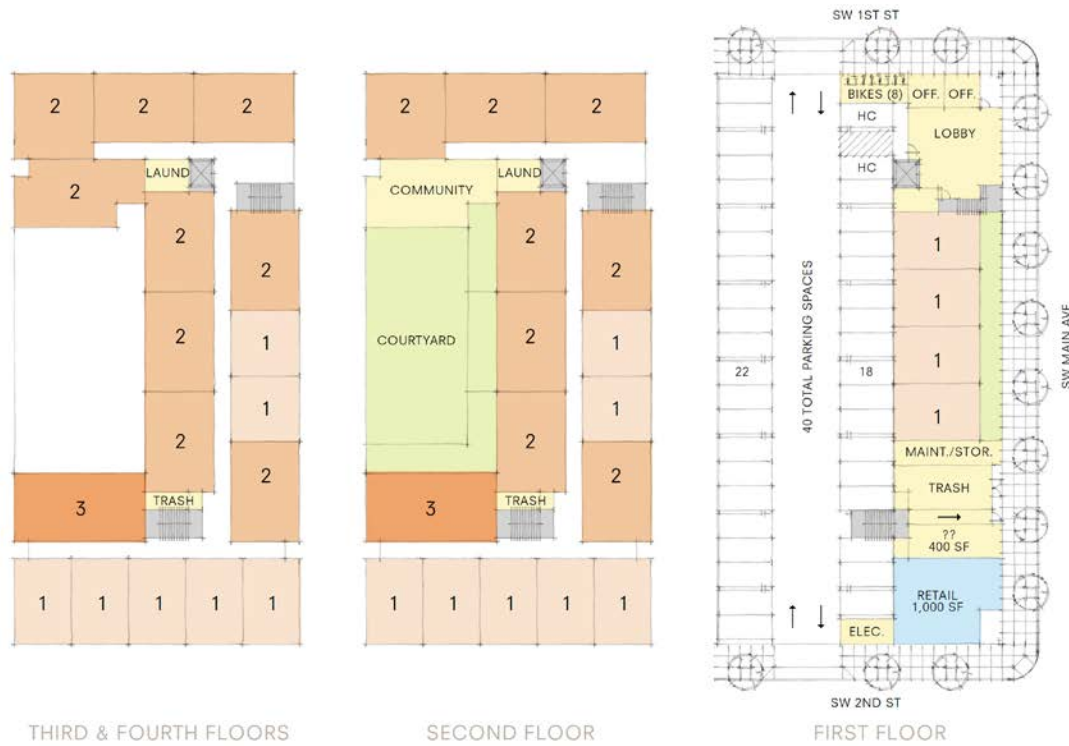 2
2
2
LAUND
2
2
2
2
1
2
1
2
2
3
TRASH
1
1
1
1
1
THIRD & FOURTH FLOORS
2
2
2
COMMUNITY
LAUND
2
2
1
COURTYARD
2
1
2
2
3
TRASH
1
1
1
1
1
SECOND FLOOR
SW 1ST ST
BIKES (8)
OFF.
OFF.
HC
LOBBY
HC
1
1
40 TOTAL PARKING SPACES
SW MAIN AVE
1
22
18
1
MAINT./STOR.
TRASH
??
400 SF
RETAIL
1,000 SF
ELEC.
SW 2ND ST
FIRST FLOOR